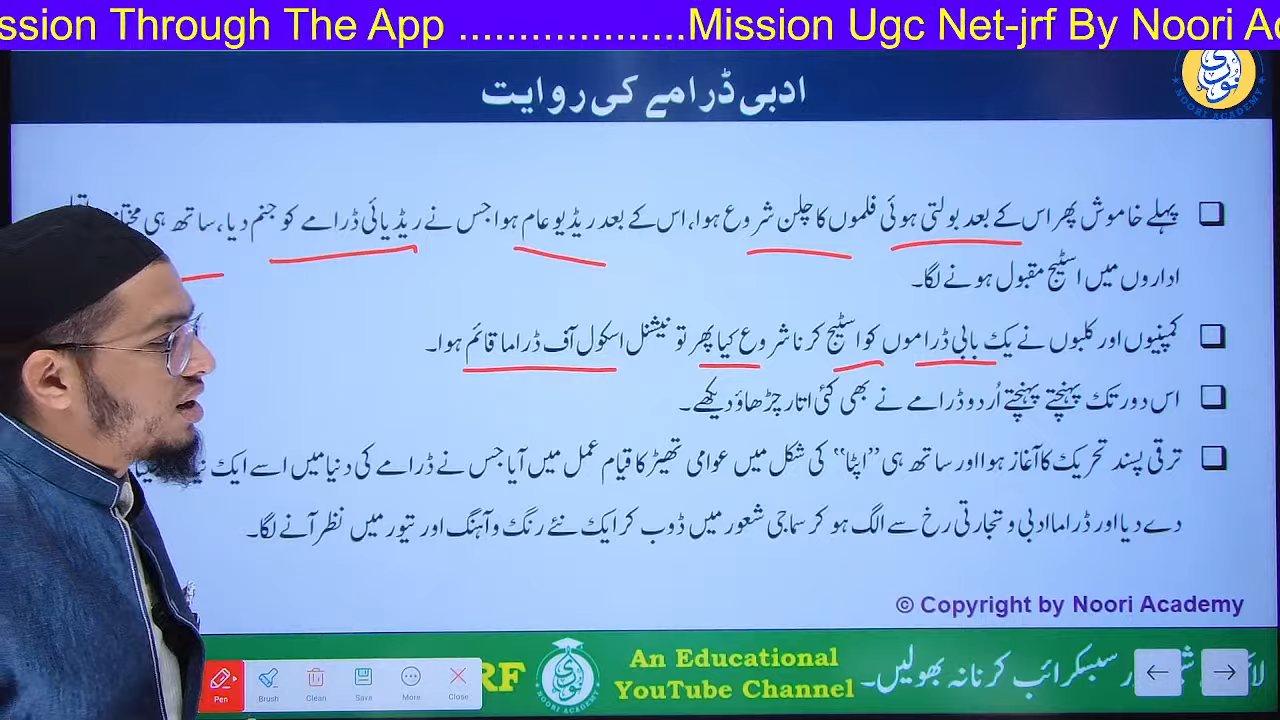 ssion Through The App ...................Mission Ugc Net-jrf By Noori Ac
ادبی ڈرامے کی روایت
NOORI ACADEMY
پہلے خاموش پھر اس کے بعد بولتی ہوئی فلموں کا چلن شروع ہوا، اس کے بعد ریڈیو عام ہوا جس نے ریڈیائی ڈرامے کو جنم دیا، ساتھ ہی
اداروں میں اسٹیج مقبول ہونے لگا۔
کمپنیوں اور کلبوں نے یک بابی ڈراموں کو اسٹیج کرنا شروع کیا پھر تو نیشنل اسکول آف ڈراما قائم ہوا۔
اس دور تک پہنچتے پہنچتے اُردو ڈرامے نے بھی کئی اتار چڑھاؤ دیکھے۔
ترقی پسند تحریک کا آغاز ہوا اور ساتھ ہی ”اپٹا“ کی شکل میں عوامی تھیٹر کا قیام عمل میں آیا جس نے ڈرامے کی دنیا میں اسے ایک
دے دیا اور ڈراما ادبی و تجارتی رخ سے الگ ہو کر سماجی شعور میں ڈوب کر ایک نئے رنگ و آہنگ اور تیور میں نظر آنے لگا۔
© Copyright by Noori Academy
RF
NOORI ACADEMY
An Educational
YouTube Channel
سبسکرائب کرنا نہ بھولیں۔
Pen Brush Clean Save More Close